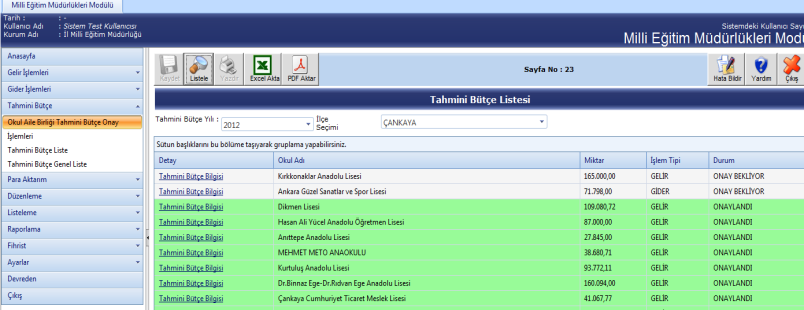 Milli Eğitim Müdürlükleri Modülü
Tarih : : -
Kullanıcı Adı : Sistem Test Kullanıcısı
Kurum Adı : İl Milli Eğitim Müdürlüğü
Sistemdeki Kullanıcı Say
Milli Eğitim Müdürlükleri Modü
Anasayfa
Gelir İşlemleri
Gider İşlemleri
Tahmini Bütçe
Okul Aile Birliği Tahmini Bütçe Onay
İşlemleri
Tahmini Bütçe Liste
Tahmini Bütçe Genel Liste
Para Aktarım
Düzenleme
Listeleme
Raporlama
Fihrist
Ayarlar
Devreden
Çıkış
Kaydet Listele Yazdır Excel Akta PDF Aktar
Sayfa No : 23
Hata Bildir Yardım Çıkış
Tahmini Bütçe Listesi
Tahmini Bütçe Yılı : 2012 İlçe Seçimi ÇANKAYA
Sütun başlıklarını bu bölüme taşıyarak gruplama yapabilirsiniz.
Detay Okul Adı Miktar İşlem Tipi Durum
Tahmini Bütçe Bilgisi Kırkkonaklar Anadolu Lisesi 165.000,00 GELİR ONAY BEKLİYOR
Tahmini Bütçe Bilgisi Ankara Güzel Sanatlar ve Spor Lisesi 71.798,00 GİDER ONAY BEKLİYOR
Tahmini Bütçe Bilgisi Dikmen Lisesi 109.080,72 GELİR ONAYLANDI
Tahmini Bütçe Bilgisi Hasan Ali Yücel Anadolu Öğretmen Lisesi 87.000,00 GELİR ONAYLANDI
Tahmini Bütçe Bilgisi Anıttepe Anadolu Lisesi 27.845,00 GELİR ONAYLANDI
Tahmini Bütçe Bilgisi MEHMET METO ANAOKULU 38.680,71 GELİR ONAYLANDI
Tahmini Bütçe Bilgisi Kurtuluş Anadolu Lisesi 93.772,11 GELİR ONAYLANDI
Tahmini Bütçe Bilgisi Dr.Binnaz Ege-Dr.Rıdvan Ege Anadolu Lisesi 160.094,00 GELİR ONAYLANDI
Tahmini Bütçe Bilgisi Çankaya Cumhuriyet Ticaret Meslek Lisesi 41.067,77 GELİR ONAYLANDI